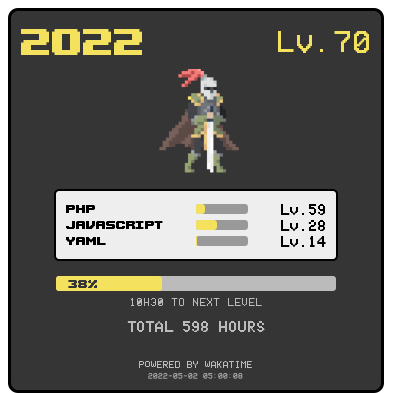 2022 Lv.70
PHP Lv.59
JAVASCRIPT Lv.28
YAML Lv.14
38%
10H30 TO NEXT LEVEL
TOTAL 598 HOURS
POWERED BY WAKATIME
2022-05-02 05:00:08